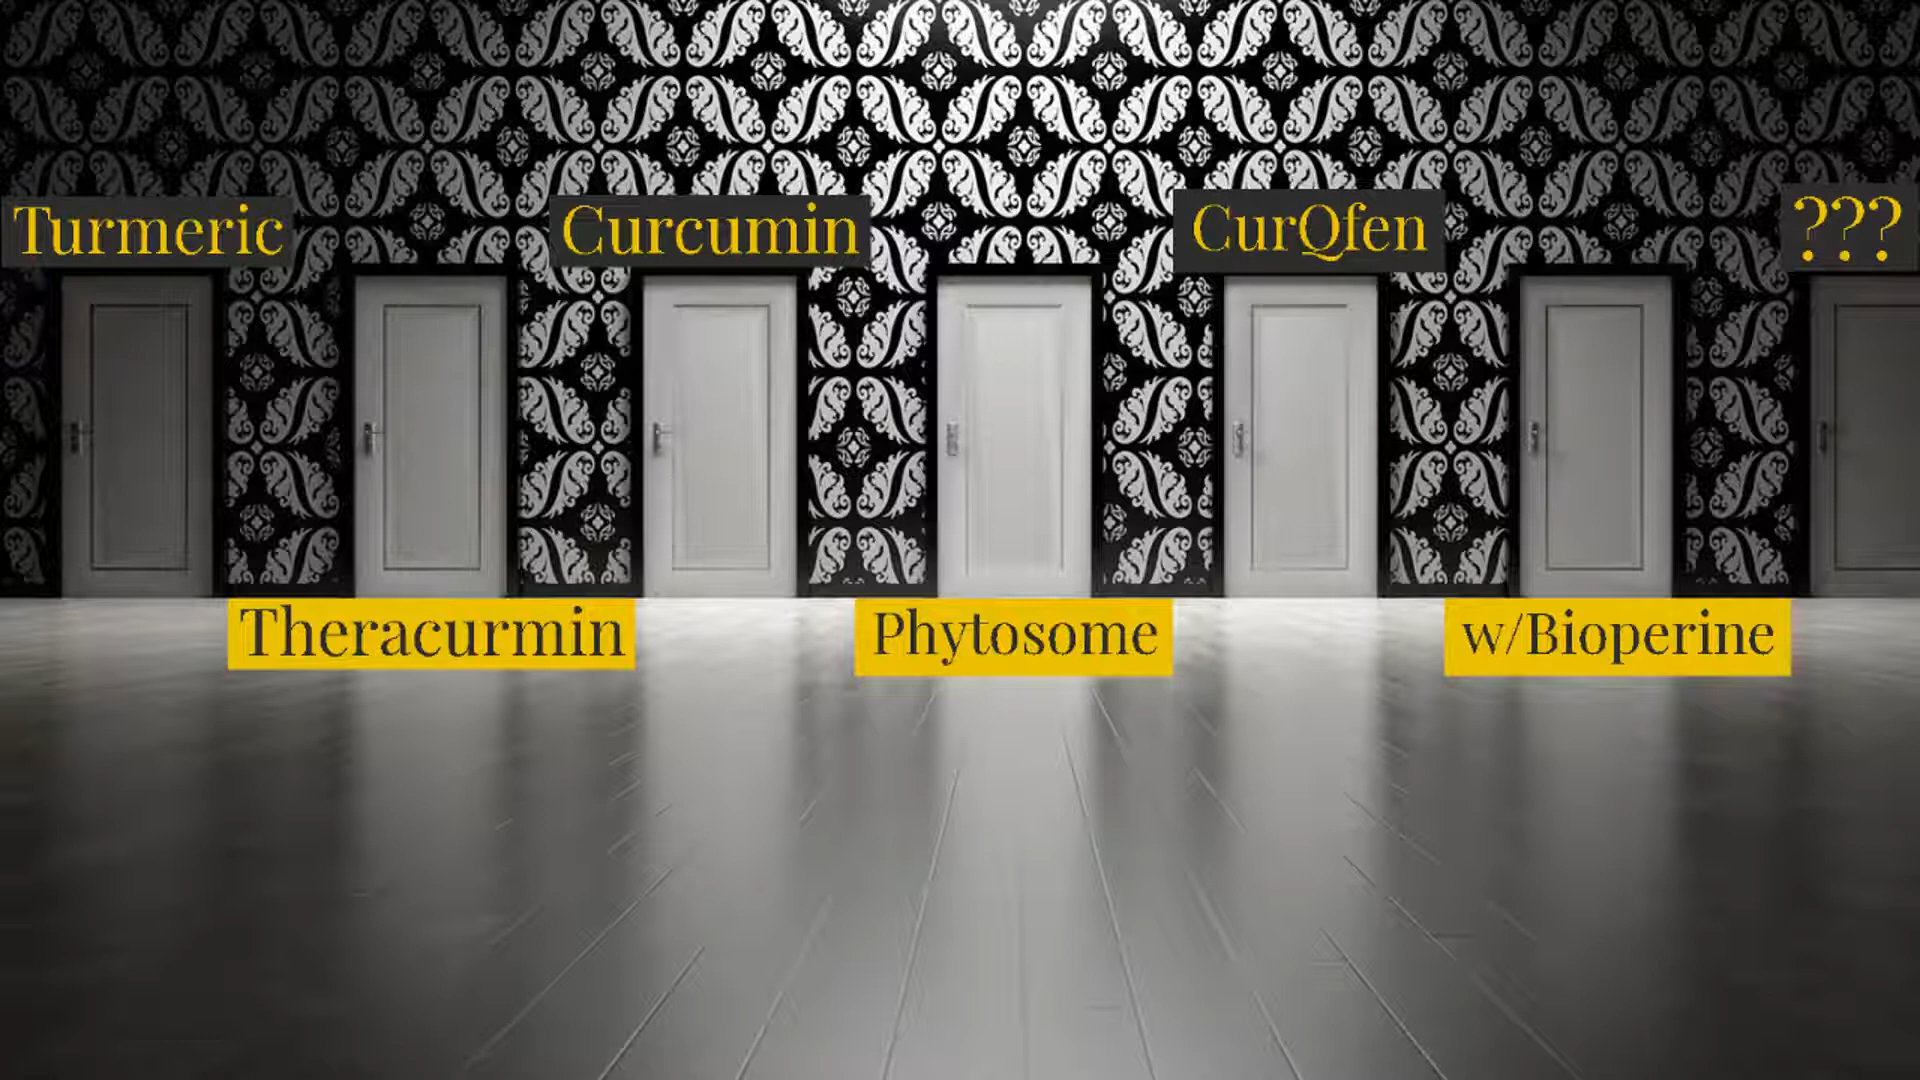 Turmeric
Theracurmin
Curcumin
Phytosome
CurQfen
w/Bioperine
???